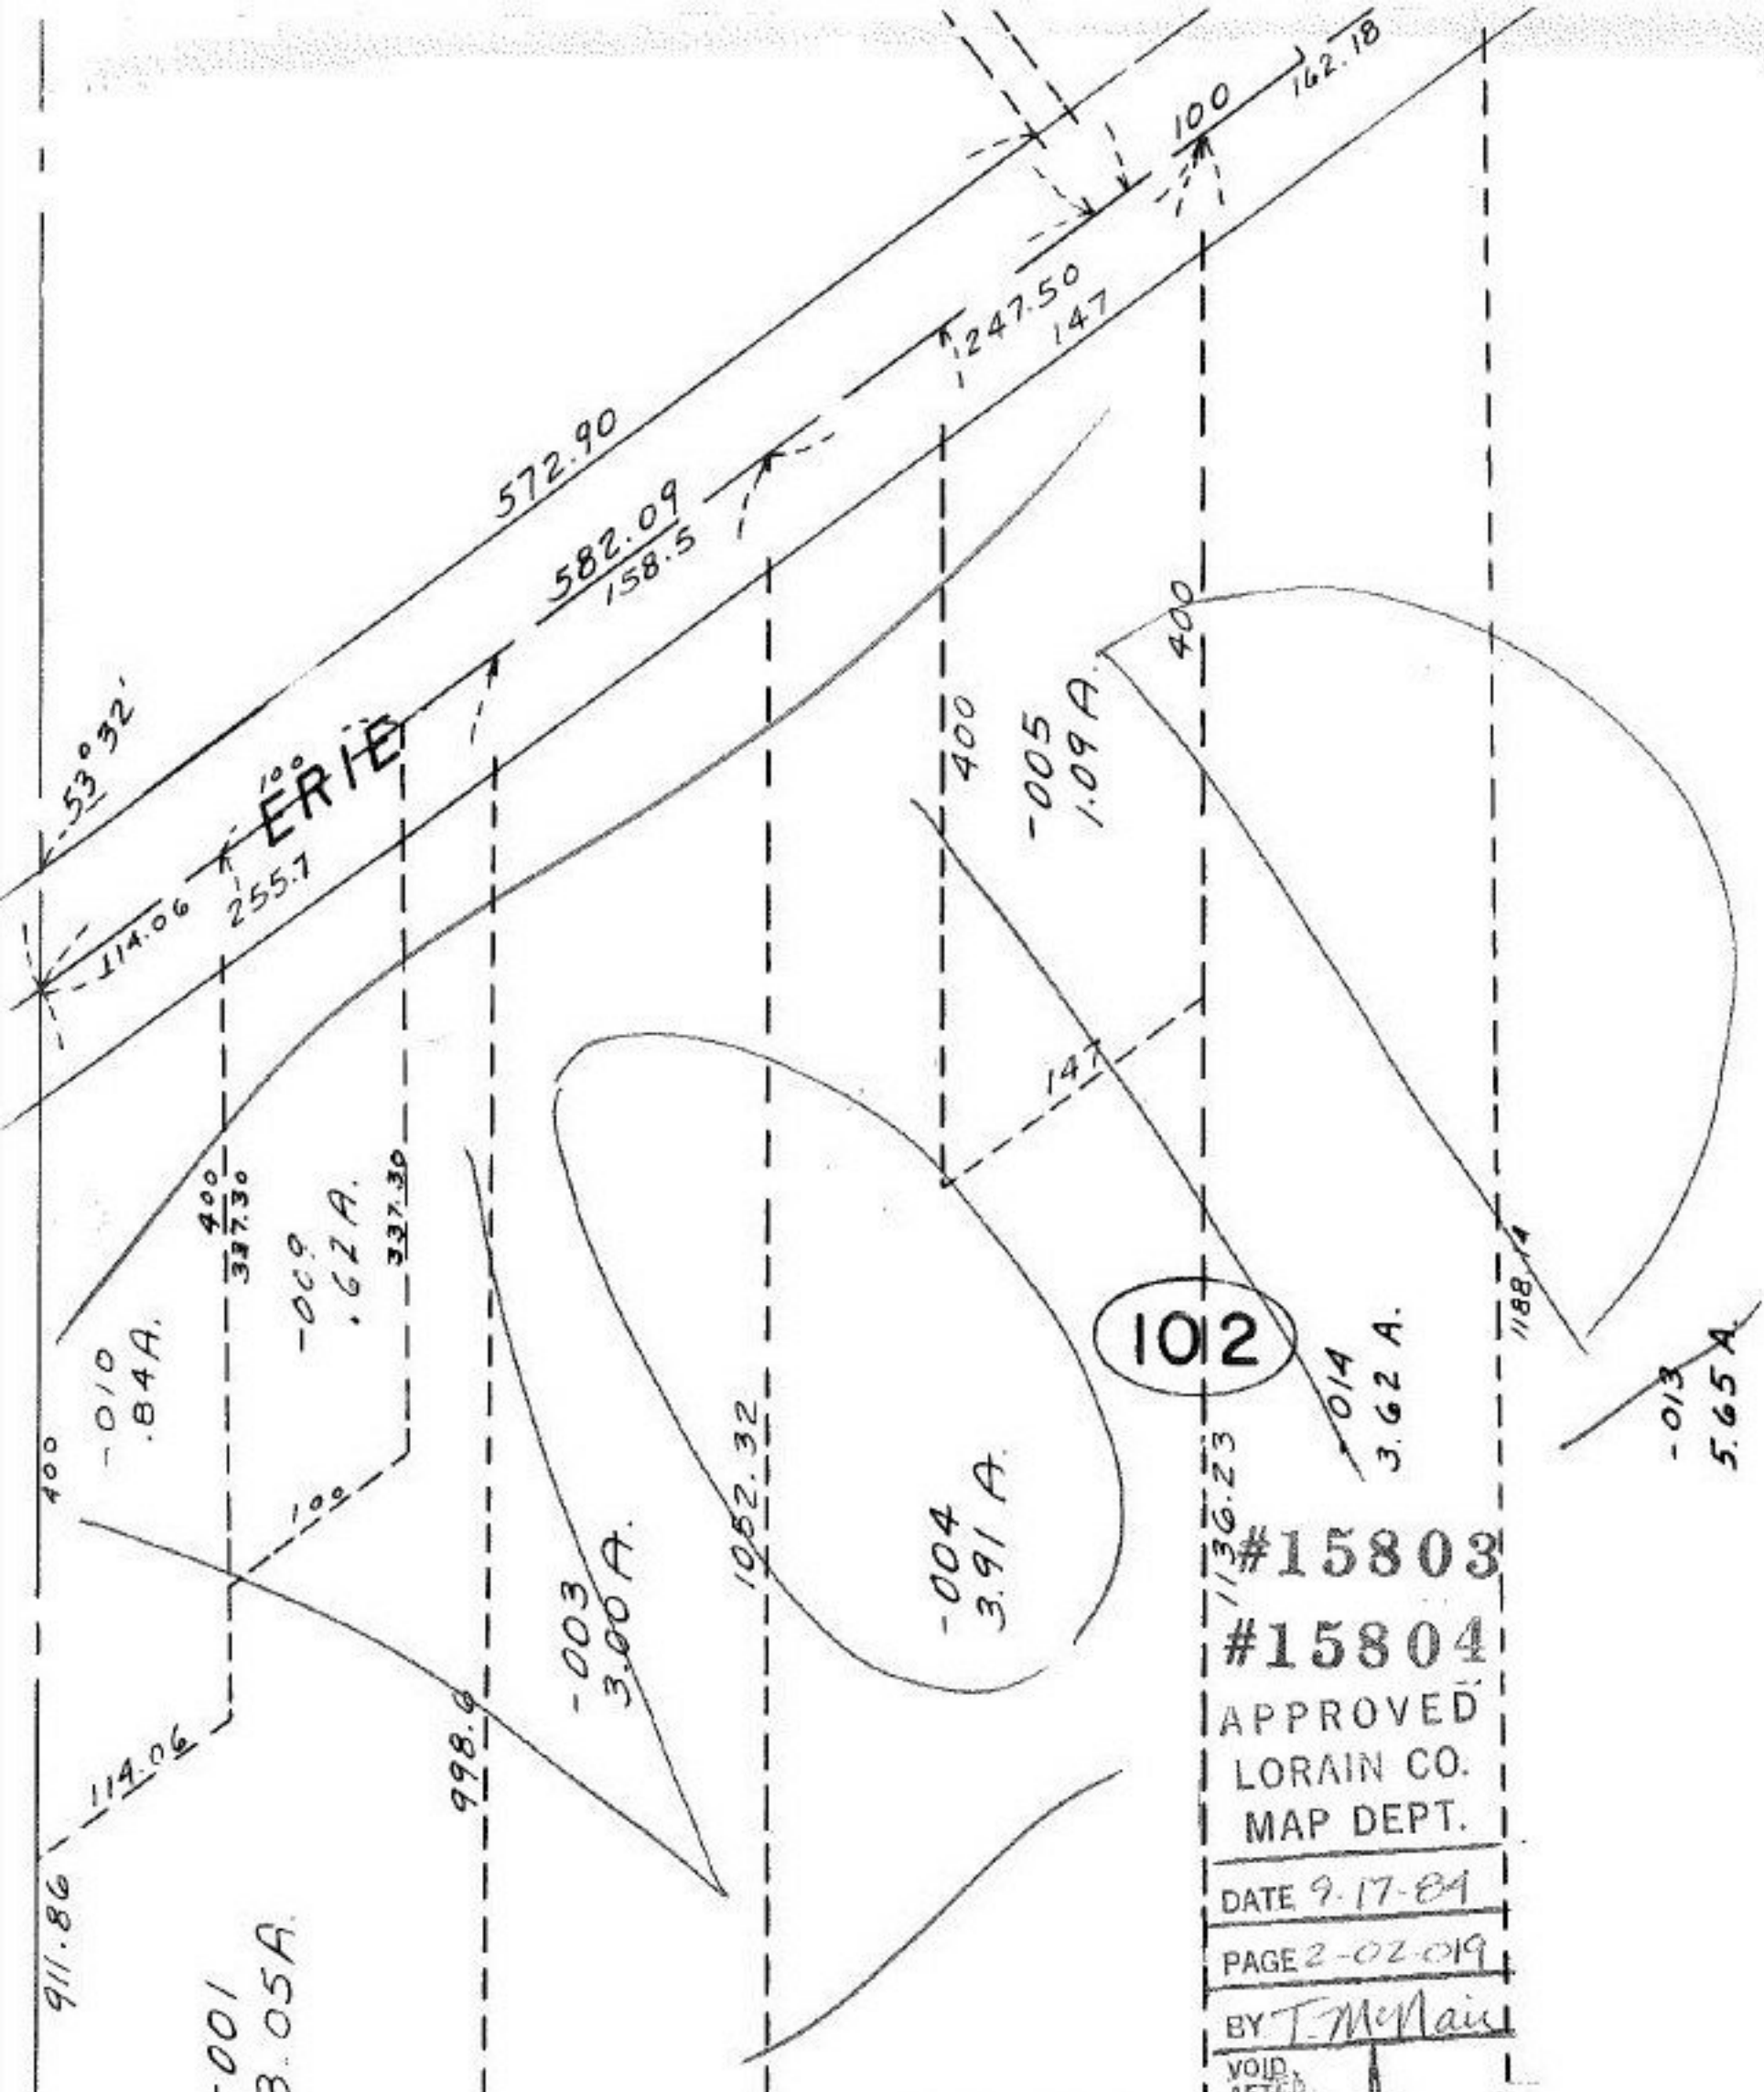 162.18
100
247.50
147
572.90
582.09
158.5
53°32'
100
ERIE
114.06
255.7
400
400
-005
1.09 A.
147
400
337.30
-009
.62 A.
337.30
-010
.84 A.
400
100
102
-014
3.62 A.
1188.14
-013
5.65 A.
1052.32
-004
3.91 A.
1136.23
-003
3.00 A.
998.6
114.06
911.86
-001
3.05 A.
#15803
#15804
APPROVED
LORAIN CO.
MAP DEPT.
DATE 9-17-84
PAGE 2-02-019
BY T. McNair
VOID